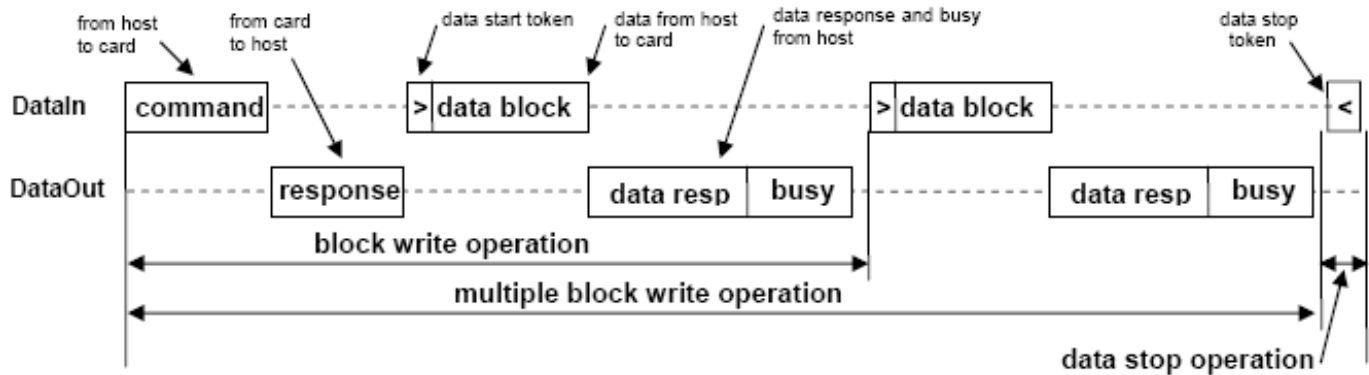 from host
to card
from card
to host
data start token
data from host
to card
data response and busy
from host
data stop
token
DataIn
command
>
data block
>
data block
<
DataOut
response
data resp
busy
data resp
busy
block write operation
multiple block write operation
data stop operation